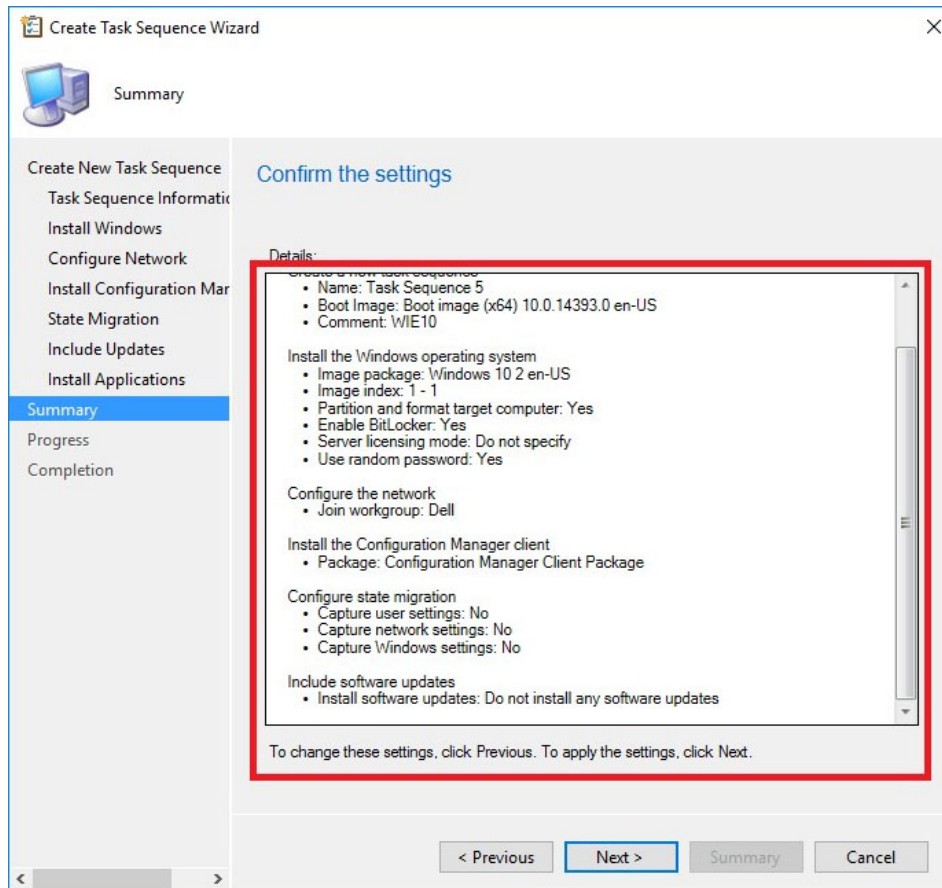 Create Task Sequence Wizard
Summary
Create New Task Sequence
Task Sequence Informatic
Install Windows
Configure Network
Install Configuration Mar
State Migration
Include Updates
Install Applications
Summary
Progress
Completion
Confirm the settings
Details:
Create a new task sequence
• Name: Task Sequence 5
• Boot Image: Boot image (x64) 10.0.14393.0 en-US
• Comment: WIE10
Install the Windows operating system
• Image package: Windows 10 2 en-US
• Image index: 1 - 1
• Partition and format target computer: Yes
• Enable BitLocker: Yes
• Server licensing mode: Do not specify
• Use random password: Yes
Configure the network
• Join workgroup: Dell
Install the Configuration Manager client
• Package: Configuration Manager Client Package
Configure state migration
• Capture user settings: No
• Capture network settings: No
• Capture Windows settings: No
Include software updates
• Install software updates: Do not install any software updates
To change these settings, click Previous. To apply the settings, click Next.
< Previous
Next >
Summary
Cancel